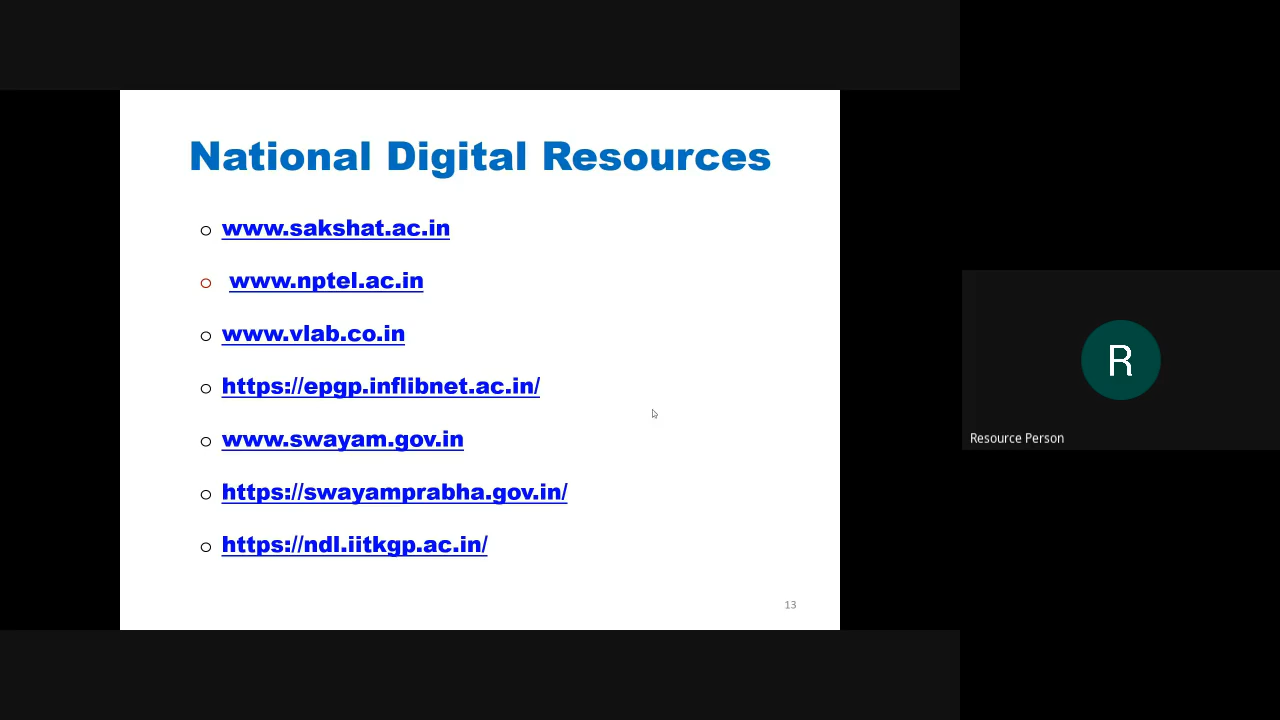 National Digital Resources
www.sakshat.ac.in
www.nptel.ac.in
www.vlab.co.in
https://epgp.inflibnet.ac.in/
www.swayam.gov.in
https://swayamprabha.gov.in/
https://ndl.iitkgp.ac.in/
13
R
Resource Person